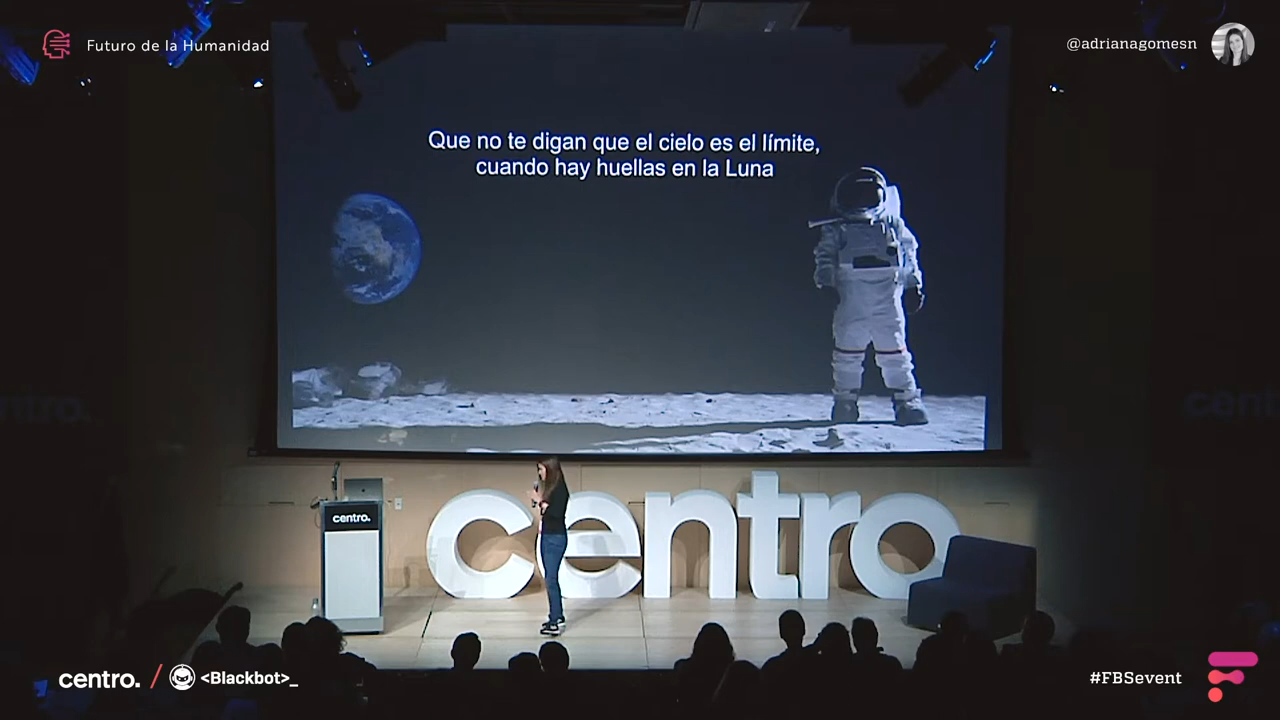 Futuro de la Humanidad
@adrianagomesn
Que no te digan que el cielo es el límite,
cuando hay huellas en la Luna
centro.
centro
centro. / <Blackbot>_
#FBSevent